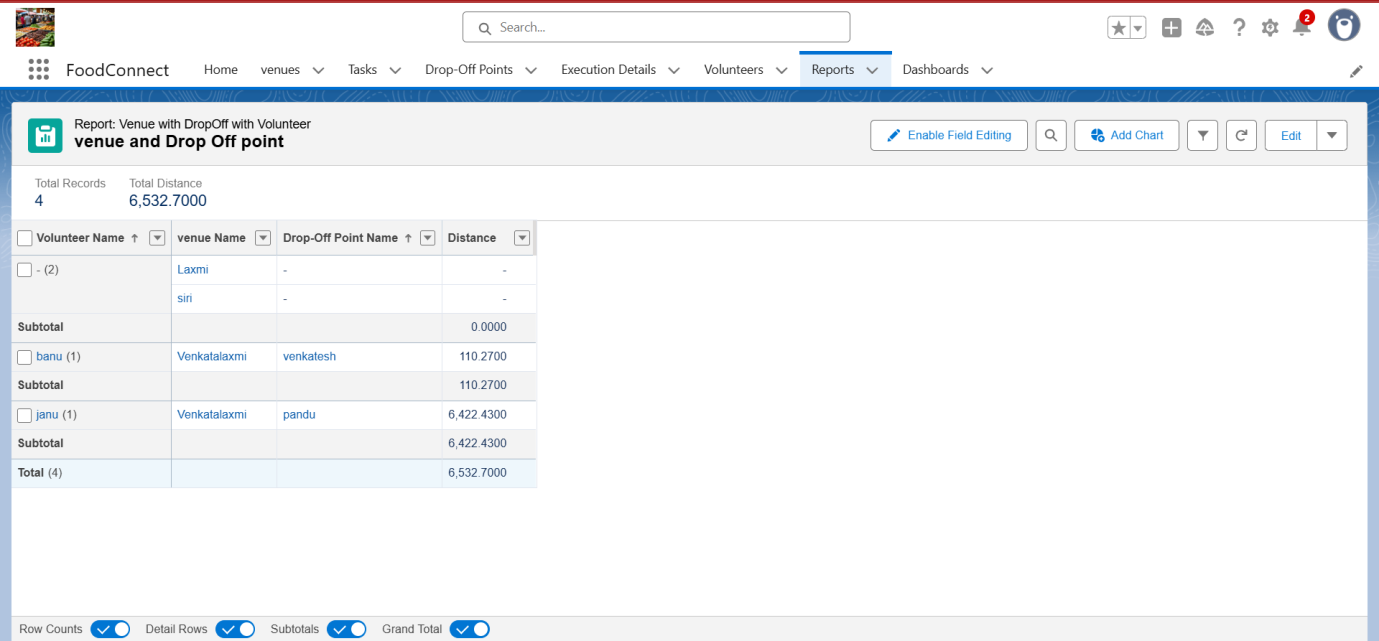 Search...
2
FoodConnect Home venues Tasks Drop-Off Points Execution Details Volunteers Reports Dashboards
Report: Venue with DropOff with Volunteer
venue and Drop Off point
Enable Field Editing Add Chart Edit
Total Records Total Distance
4 6,532.7000
Volunteer Name ↑ venue Name Drop-Off Point Name ↑ Distance
- (2) Laxmi - -
siri - -
Subtotal 0.0000
banu (1) Venkatalaxmi venkatesh 110.2700
Subtotal 110.2700
janu (1) Venkatalaxmi pandu 6,422.4300
Subtotal 6,422.4300
Total (4) 6,532.7000
Row Counts Detail Rows Subtotals Grand Total